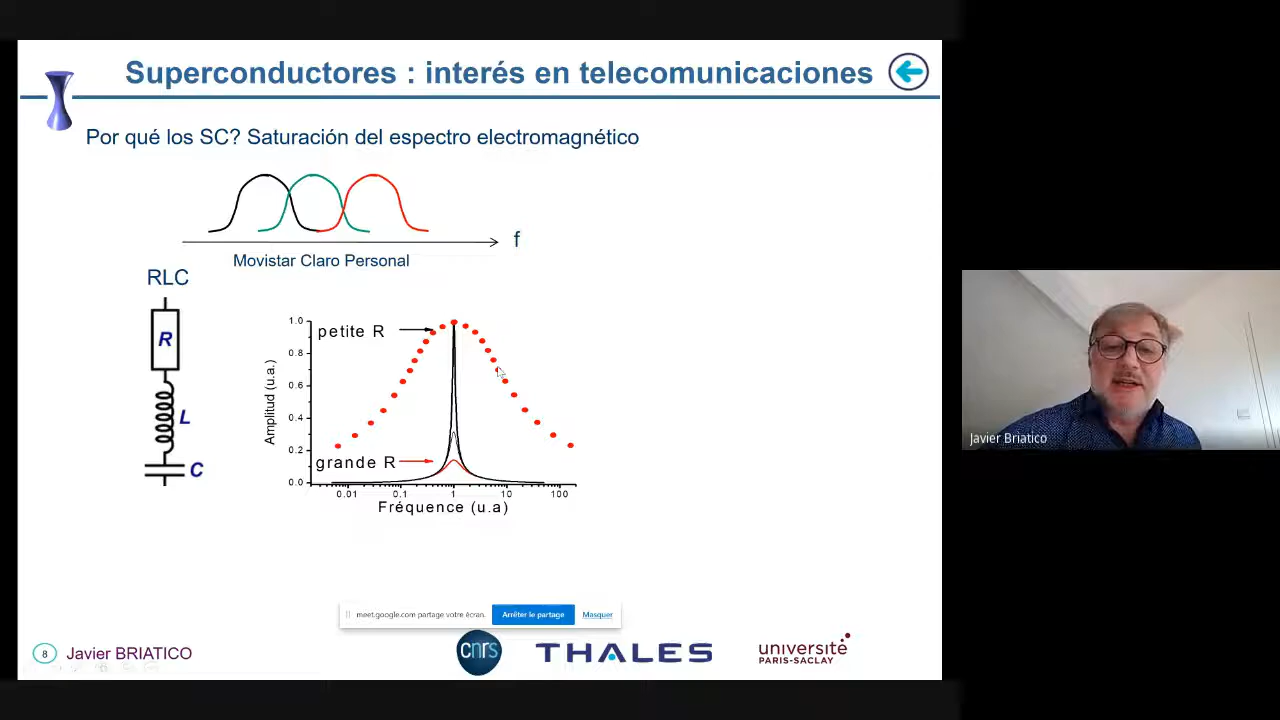 Superconductores : interés en telecomunicaciones
Por qué los SC? Saturación del espectro electromagnético
f
Movistar Claro Personal
RLC
R
L
C
petite R
grande R
Amplitud (u.a.)
1.0
0.8
0.6
0.4
0.2
0.0
0.01 0.1 1 10 100
Fréquence (u.a)
meet.google.com partage votre écran.
Arrêter le partage
Masquer
8
Javier BRIATICO
cnrs
THALES
université
PARIS-SACLAY
Javier Briatico